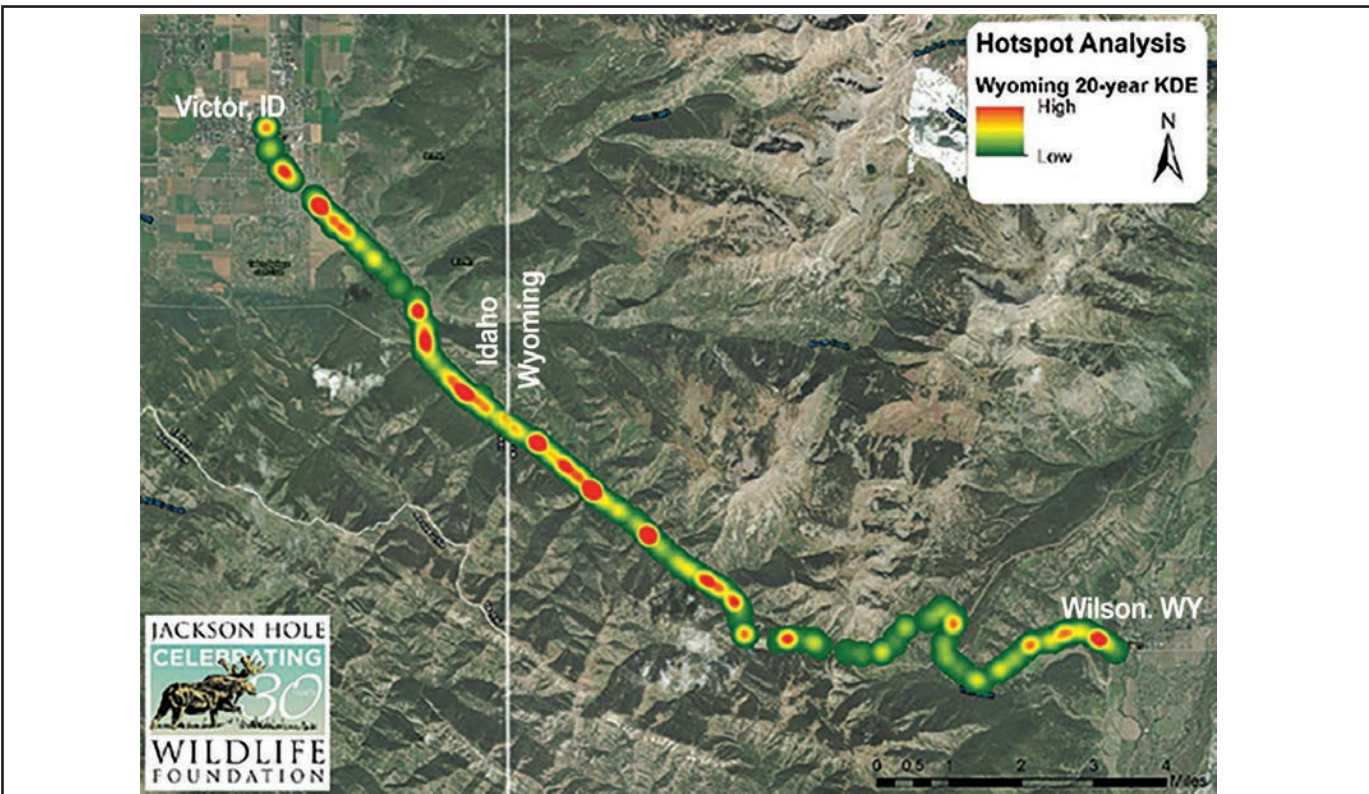 Hotspot Analysis
Wyoming 20-year KDE
High
Low
N
Victor, ID
Idaho
Wyoming
Wilson. WY
JACKSON HOLE
CELEBRATING
30
YEARS
WILDLIFE
FOUNDATION
0 0.5 1 2 3 4
Miles